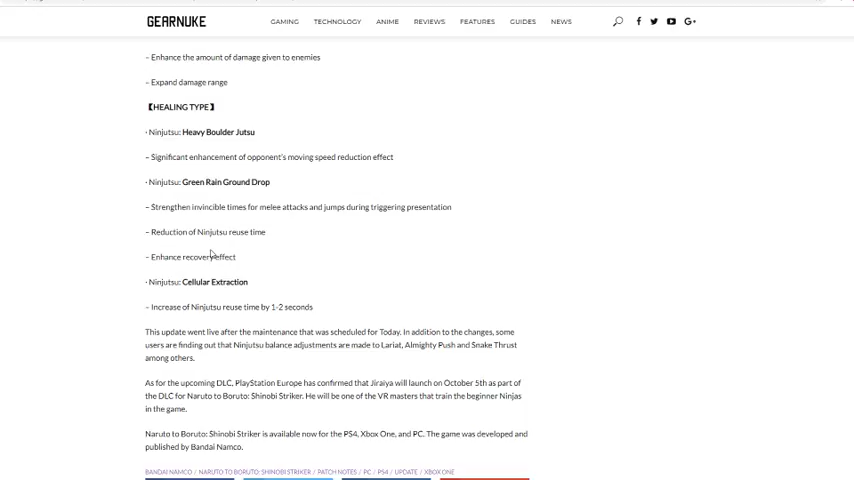 GEARNUKE
GAMING TECHNOLOGY ANIME REVIEWS FEATURES GUIDES NEWS
– Enhance the amount of damage given to enemies
– Expand damage range
【HEALING TYPE】
· Ninjutsu: Heavy Boulder Jutsu
– Significant enhancement of opponent's moving speed reduction effect
· Ninjutsu: Green Rain Ground Drop
– Strengthen invincible times for melee attacks and jumps during triggering presentation
– Reduction of Ninjutsu reuse time
– Enhance recovery effect
· Ninjutsu: Cellular Extraction
– Increase of Ninjutsu reuse time by 1-2 seconds
This update went live after the maintenance that was scheduled for Today. In addition to the changes, some
users are finding out that Ninjutsu balance adjustments are made to Lariat, Almighty Push and Snake Thrust
among others.
As for the upcoming DLC, PlayStation Europe has confirmed that Jiraiya will launch on October 5th as part of
the DLC for Naruto to Boruto: Shinobi Striker. He will be one of the VR masters that train the beginner Ninjas
in the game.
Naruto to Boruto: Shinobi Striker is available now for the PS4, Xbox One, and PC. The game was developed and
published by Bandai Namco.
BANDAI NAMCO / NARUTO TO BORUTO: SHINOBI STRIKER / PATCH NOTES / PC / PS4 / UPDATE / XBOX ONE